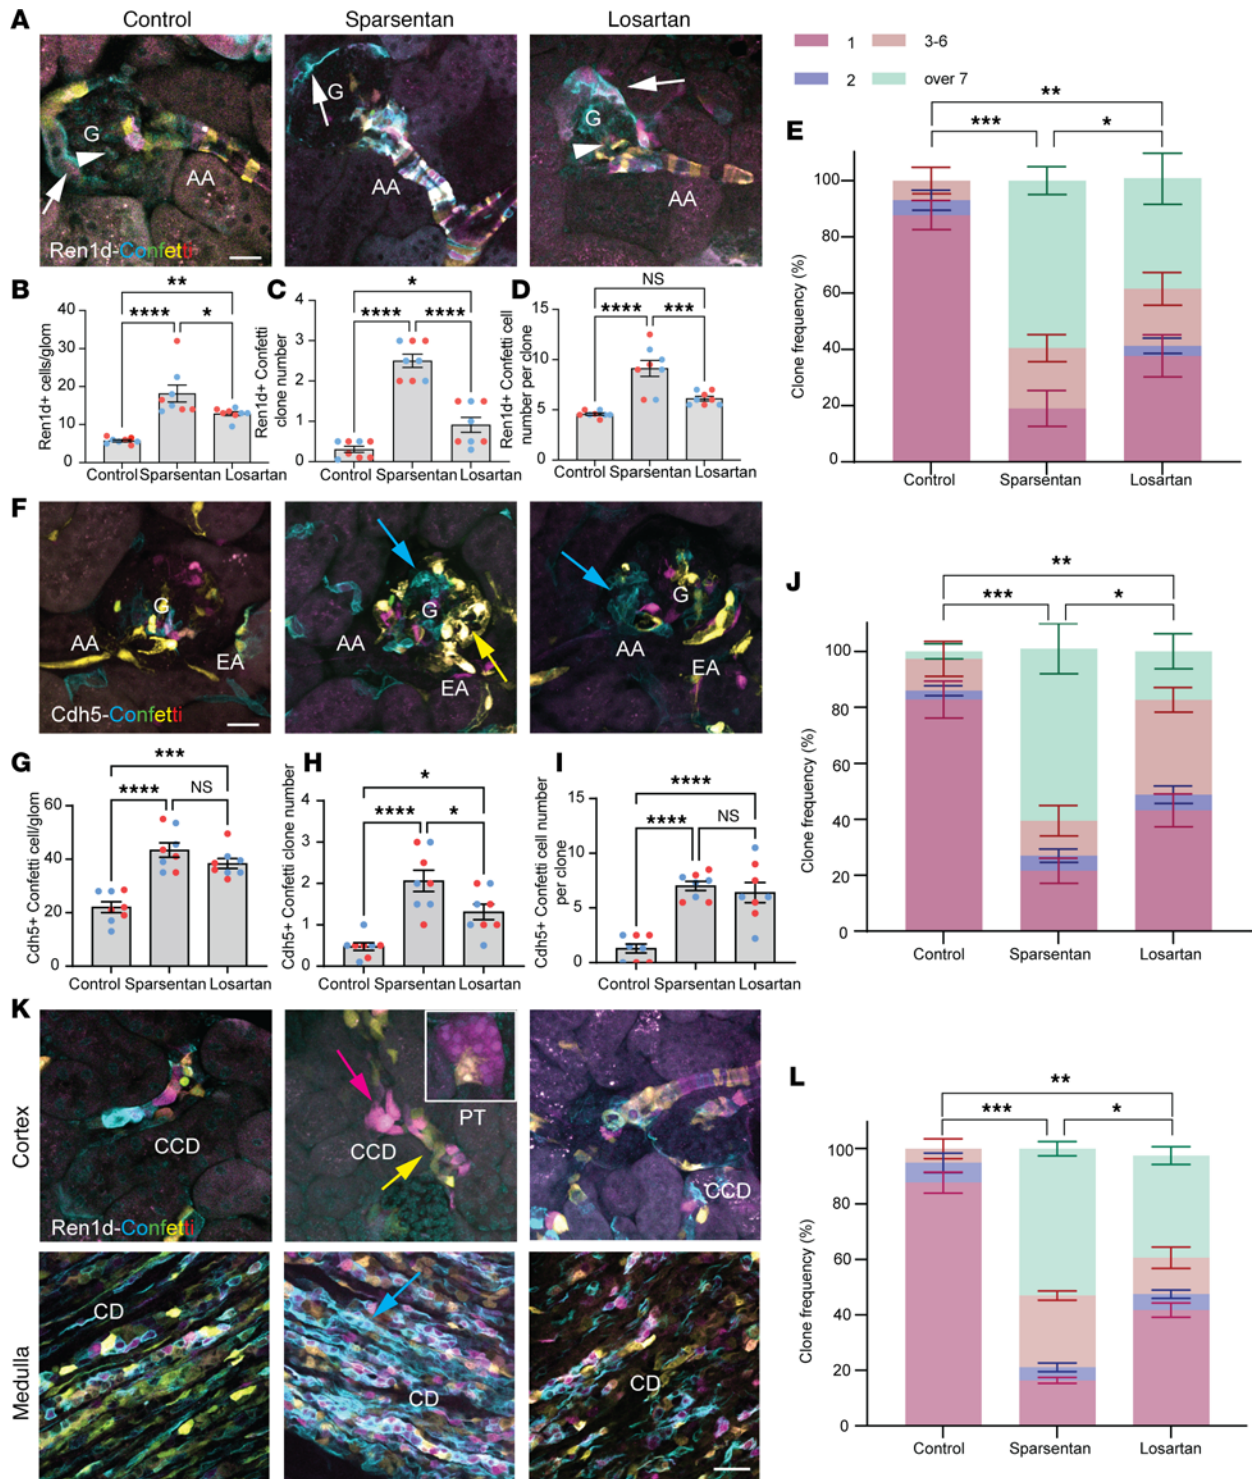 A
Control
Sparsentan
Losartan
G
AA
Ren1d-Confetti
G
AA
G
AA
1
3-6
2
over 7
B
Ren1d+ cells/glom
40
30
20
10
0
**
****
*
Control
Sparsentan
Losartan
C
Ren1d+ Confetti
clone number
4
3
2
1
0
*
****
****
Control
Sparsentan
Losartan
D
Ren1d+ Confetti cell
number per clone
15
10
5
0
NS
****
***
Control
Sparsentan
Losartan
E
Clone frequency (%)
100
80
60
40
20
0
**
***
*
Control
Sparsentan
Losartan
F
G
AA
EA
Cdh5-Confetti
G
AA
EA
G
AA
EA
G
Cdh5+ Confetti cell/glom
60
40
20
0
***
****
NS
Control
Sparsentan
Losartan
H
Cdh5+ Confetti clone number
4
3
2
1
0
*
****
*
Control
Sparsentan
Losartan
I
Cdh5+ Confetti cell number
per clone
15
10
5
0
****
****
NS
Control
Sparsentan
Losartan
J
Clone frequency (%)
100
80
60
40
20
0
**
***
*
Control
Sparsentan
Losartan
K
Cortex
CCD
Ren1d-Confetti
CCD
PT
CCD
Medulla
CD
CD
CD
L
Clone frequency (%)
100
80
60
40
20
0
**
***
*
Control
Sparsentan
Losartan